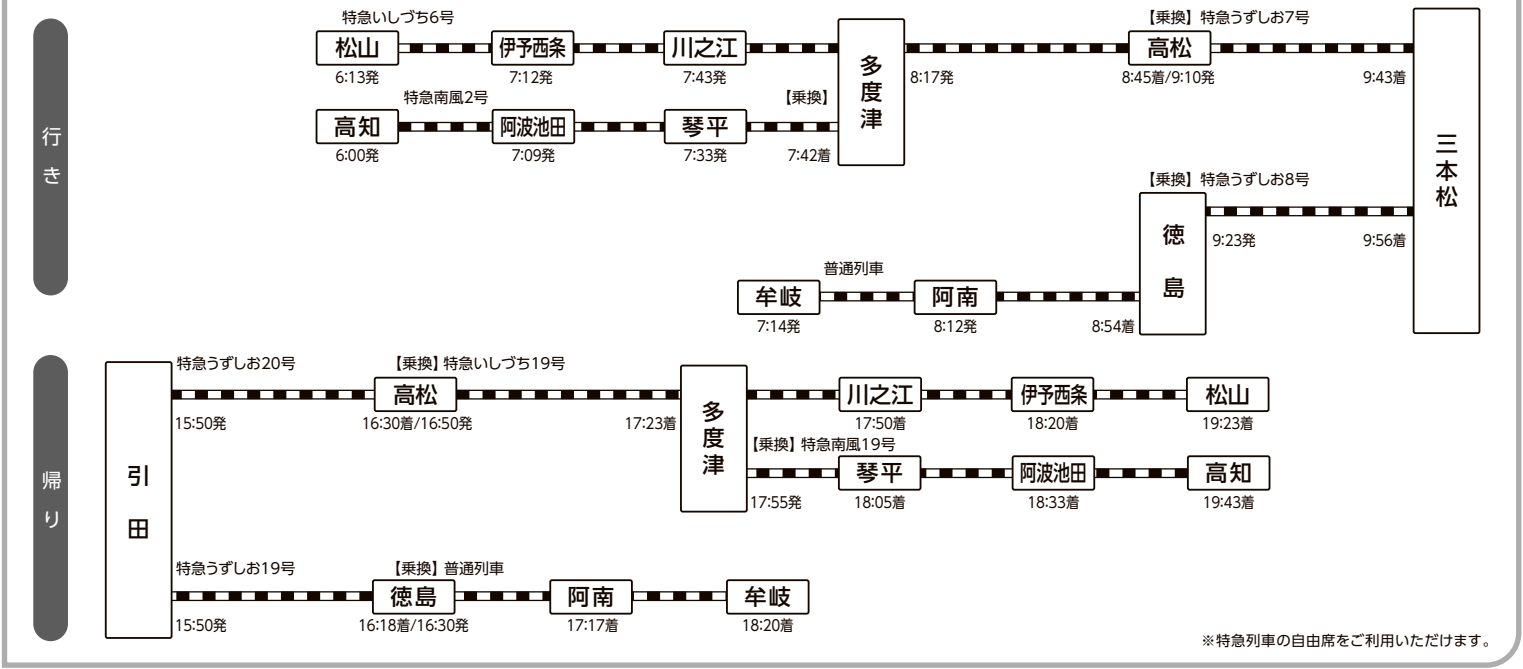 行き
特急いしづち6号
【乗換】特急うずしお7号
松山
伊予西条
川之江
多度津
高松
三本松
6:13発
7:12発
7:43発
8:17発
8:45着/9:10発
9:43着
特急南風2号
【乗換】
高知
阿波池田
琴平
6:00発
7:09発
7:33発
7:42着
【乗換】特急うずしお8号
徳島
9:23発
9:56着
普通列車
牟岐
阿南
7:14発
8:12発
8:54着
帰り
特急うずしお20号
【乗換】特急いしづち19号
引田
高松
多度津
川之江
伊予西条
松山
15:50発
16:30着/16:50発
17:23着
17:50着
18:20着
19:23着
【乗換】特急南風19号
琴平
阿波池田
高知
17:55発
18:05着
18:33着
19:43着
特急うずしお19号
【乗換】普通列車
徳島
阿南
牟岐
15:50発
16:18着/16:30発
17:17着
18:20着
※特急列車の自由席をご利用いただけます。